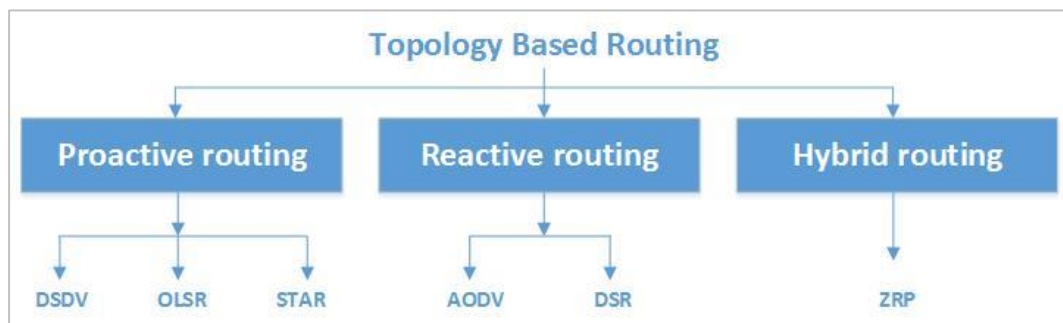 Topology Based Routing
Proactive routing
Reactive routing
Hybrid routing
DSDV
OLSR
STAR
AODV
DSR
ZRP